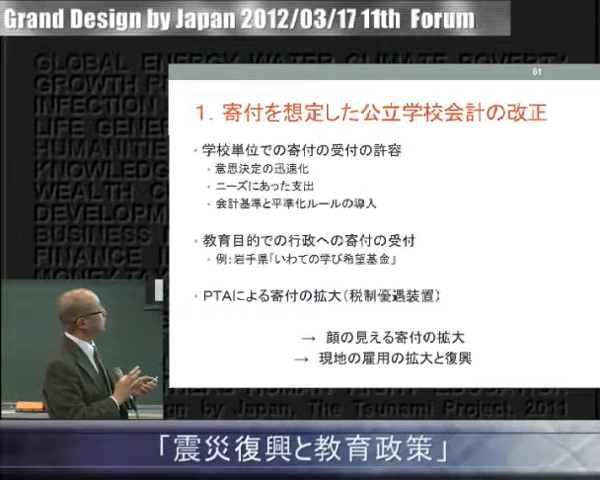 Grand Design by Japan 2012/03/17 11th Forum
GLOBAL ENERGY WATER CLIMATE POVERTY
GROWTH
INFECTION
LIFE
HUMANITIES
KNOWLEDGE
WEALTH
DEVELOPM
BUSINESS
FINANCE
61
1. 寄付を想定した公立学校会計の改正
・学校単位での寄付の受付の許容
・意思決定の迅速化
・ニーズにあった支出
・会計基準と平準化ルールの導入
・教育目的での行政への寄付の受付
・例:岩手県「いわての学び希望基金」
・PTAによる寄付の拡大(税制優遇装置)
→ 顔の見える寄付の拡大
→ 現地の雇用の拡大と復興
by Japan, The Tsunami Project, 2011
「震災復興と教育政策」